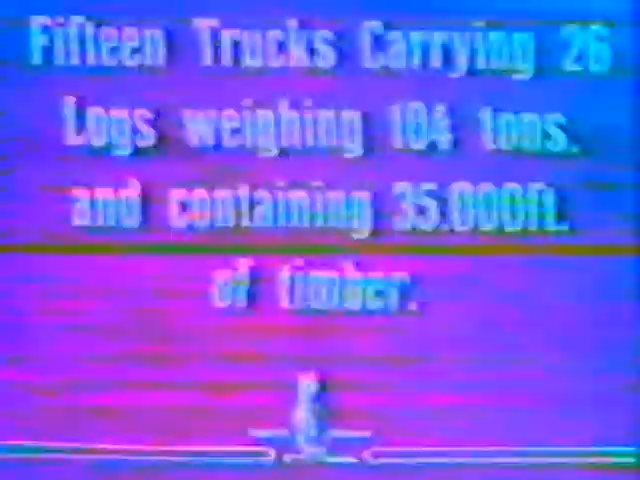 Fifteen Trucks Carrying 26
Logs weighing 104 tons.
and containing 35.000ft.
of timber.